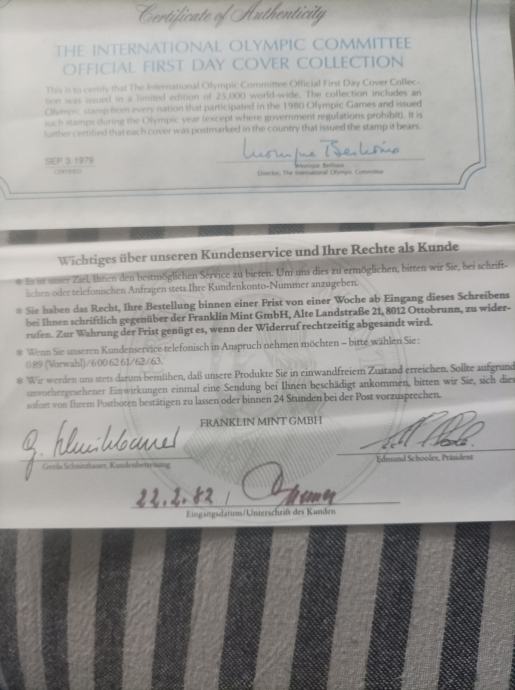 Certificate of Authenticity
THE INTERNATIONAL OLYMPIC COMMITTEE
OFFICIAL FIRST DAY COVER COLLECTION
This is to certify that The International Olympic Committee Official First Day Cover Collec-
tion was issued in a limited edition of 25,000 world-wide. The collection includes an
Olympic stamp from every nation that participated in the 1980 Olympic Games and issued
such stamps during the Olympic year (except where government regulations prohibit). It is
further certified that each cover was postmarked in the country that issued the stamp it bears.
SEP 3 1979
CERTIFIED
Monique Berlioux
Director, The International Olympic Committee
Wichtiges über unseren Kundenservice und Ihre Rechte als Kunde
* Es ist unser Ziel, Ihnen den bestmöglichen Service zu bieten. Um uns dies zu ermöglichen, bitten wir Sie, bei schrift-
lichen oder telefonischen Anfragen stets Ihre Kundenkonto-Nummer anzugeben.
* Sie haben das Recht, Ihre Bestellung binnen einer Frist von einer Woche ab Eingang dieses Schreibens
bei Ihnen schriftlich gegenüber der Franklin Mint GmbH, Alte Landstraße 21, 8012 Ottobrunn, zu wider-
rufen. Zur Wahrung der Frist genügt es, wenn der Widerruf rechtzeitig abgesandt wird.
* Wenn Sie unseren Kundenservice telefonisch in Anspruch nehmen möchten – bitte wählen Sie:
089 (Vorwahl)/6006261/62/63.
* Wir werden uns stets darum bemühen, daß unsere Produkte Sie in einwandfreiem Zustand erreichen. Sollte aufgrund
unvorhergesehener Einwirkungen einmal eine Sendung bei Ihnen beschädigt ankommen, bitten wir Sie, sich dies
sofort von Ihrem Postboten bestätigen zu lassen oder binnen 24 Stunden bei der Post vorzusprechen.
FRANKLIN MINT GMBH
Kundenbetreuung
Edmund Schooler, Präsident
22.2.82
Eingangsdatum/Unterschrift des Kunden